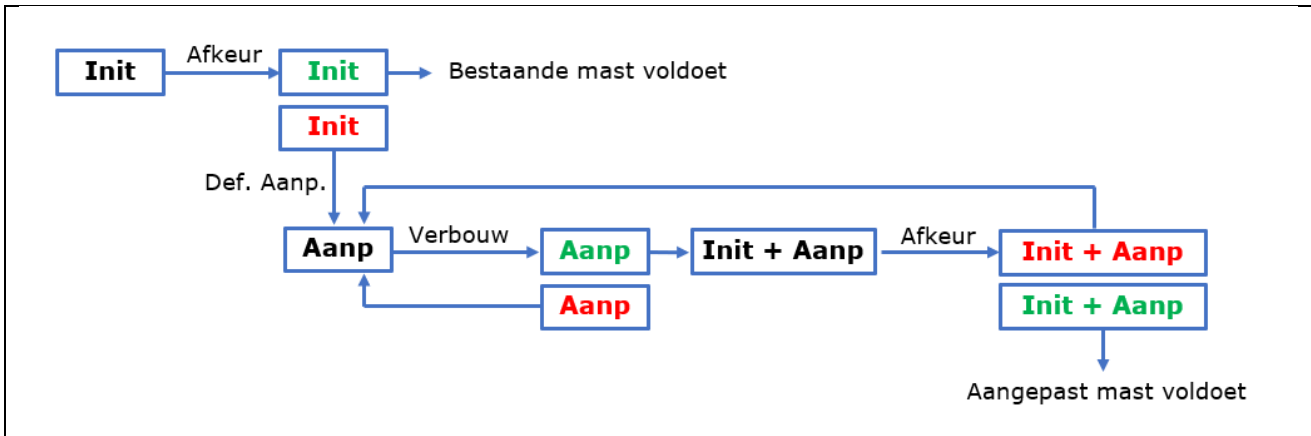 Afkeur
Init
Init
Bestaande mast voldoet
Init
Def. Aanp.
Aanp
Verbouw
Aanp
Init + Aanp
Afkeur
Init + Aanp
Aanp
Init + Aanp
Aangepast mast voldoet